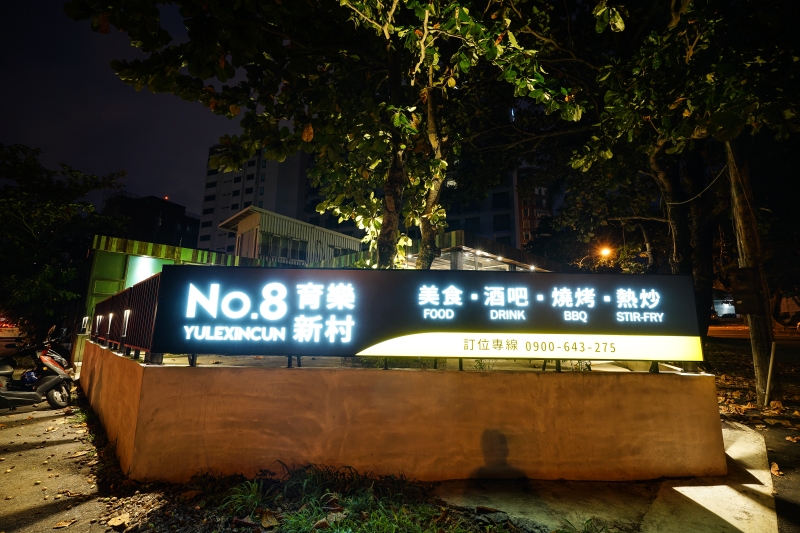 No.8 育樂
YULEXINCUN 新村
美食·酒吧·燒烤·熱炒
FOOD DRINK BBQ STIR-FRY
訂位專線 0900-643-275